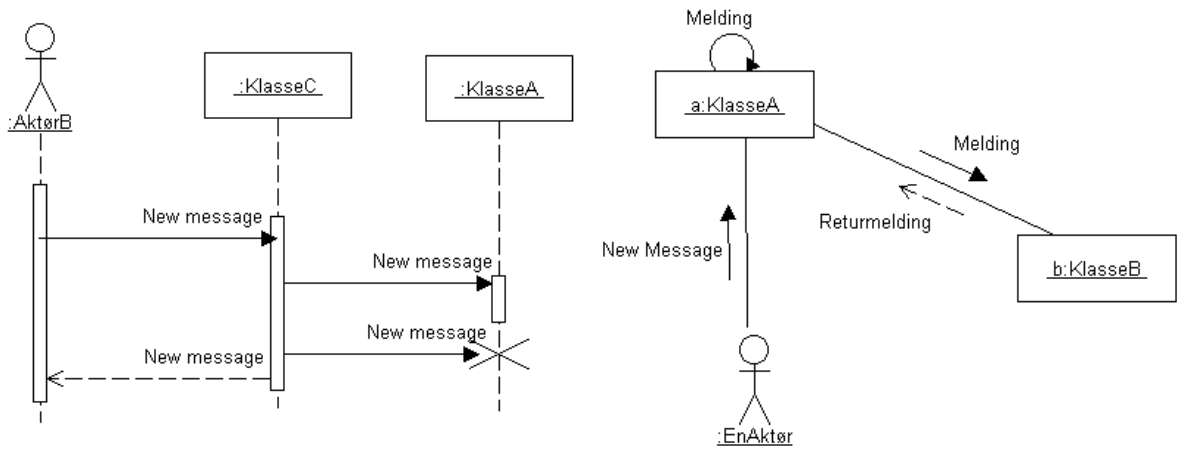 :AktørB
:KlasseC
:KlasseA
New message
New message
New message
New message
Melding
a:KlasseA
Melding
Returmelding
New Message
b:KlasseB
:EnAktør